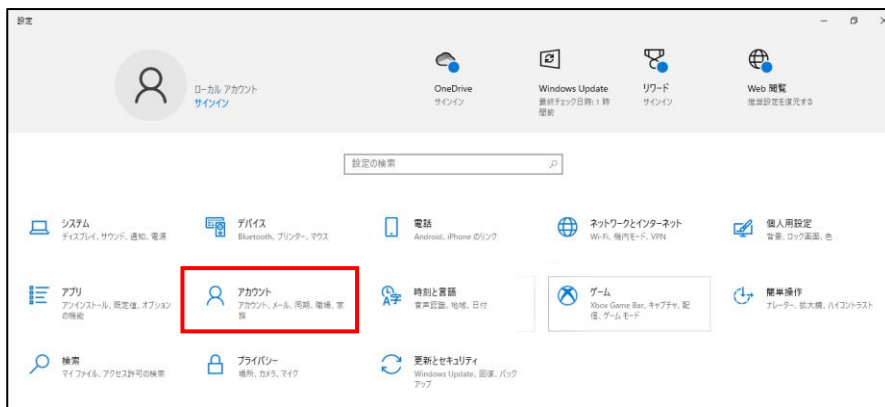 設定
ローカル アカウント
サインイン
OneDrive
サインイン
Windows Update
最終チェック日時: 1 時
間前
リワード
サインイン
Web 閲覧
推奨設定を復元する
設定の検索
システム
ディスプレイ、サウンド、通知、電源
デバイス
Bluetooth、プリンター、マウス
電話
Android、iPhone のリンク
ネットワークとインターネット
Wi-Fi、機内モード、VPN
個人用設定
背景、ロック画面、色
アプリ
アンインストール、既定値、オプション
の機能
アカウント
アカウント、メール、同期、職場、家
族
時刻と言語
音声認識、地域、日付
ゲーム
Xbox Game Bar、キャプチャ、配
信、ゲーム モード
簡単操作
ナレーター、拡大鏡、ハイコントラスト
検索
マイ ファイル、アクセス許可の検索
プライバシー
場所、カメラ、マイク
更新とセキュリティ
Windows Update、回復、バック
アップ